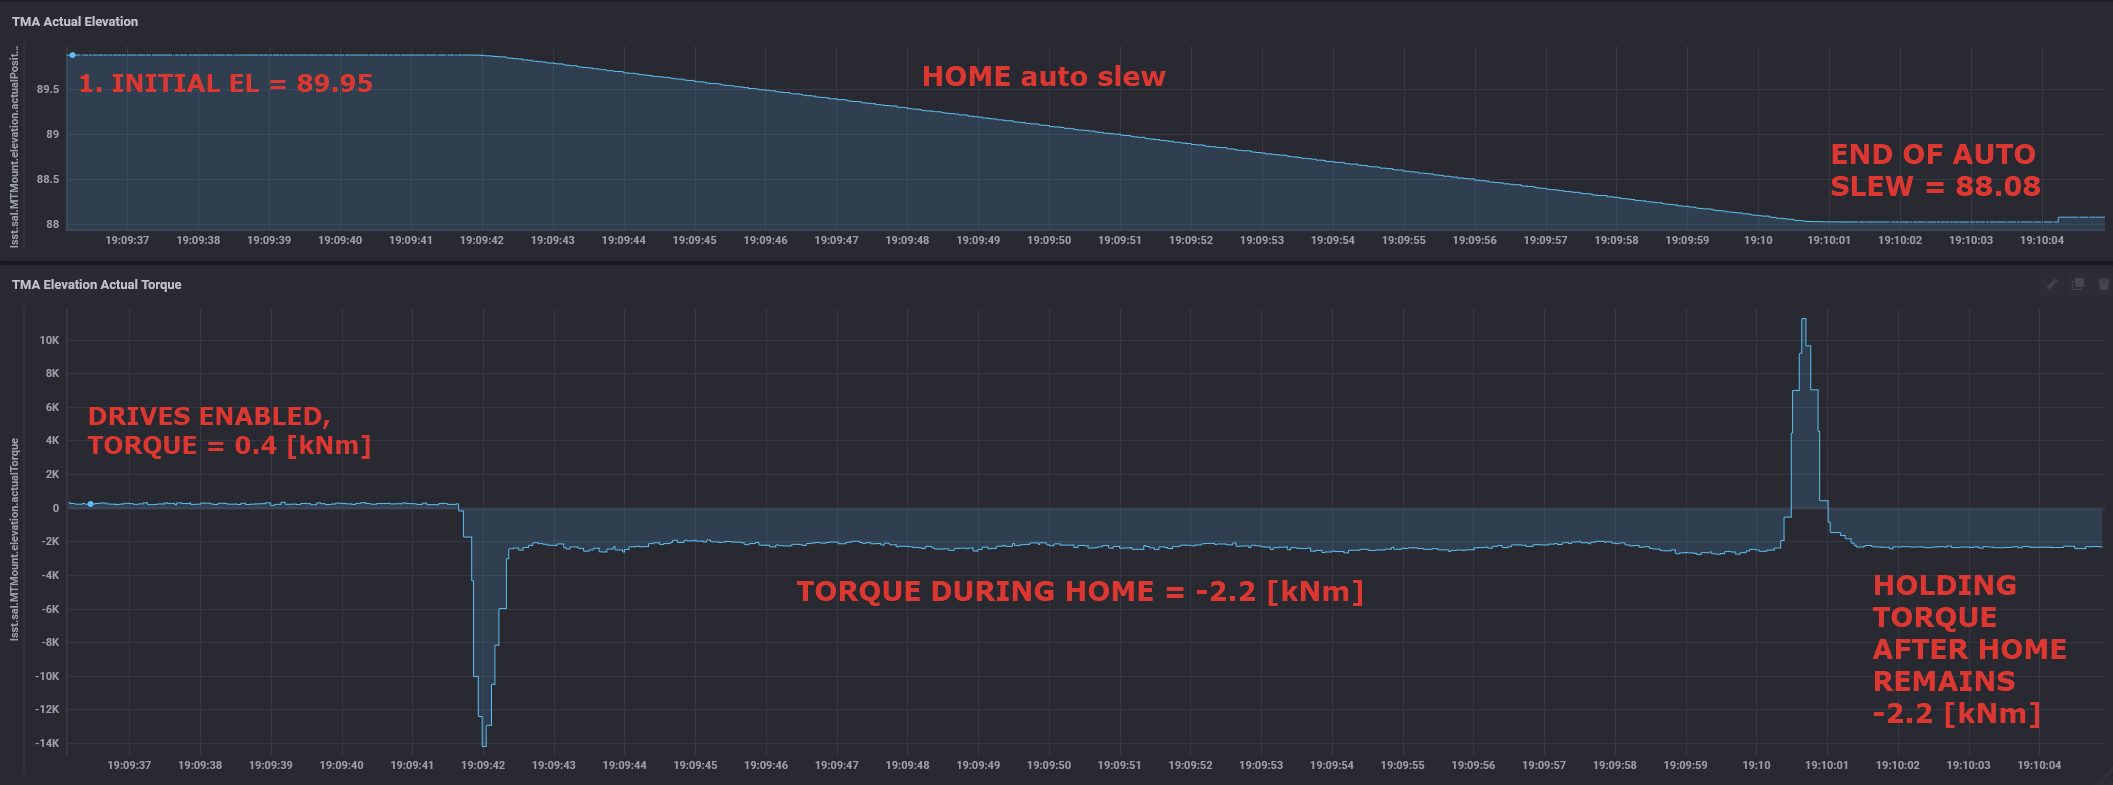 TMA Actual Elevation
lsst.sal.MTMount.elevation.actualPosit...
89.5
89
88.5
88
1. INITIAL EL = 89.95
HOME auto slew
END OF AUTO
SLEW = 88.08
19:09:37 19:09:38 19:09:39 19:09:40 19:09:41 19:09:42 19:09:43 19:09:44 19:09:45 19:09:46 19:09:47 19:09:48 19:09:49 19:09:50 19:09:51 19:09:52 19:09:53 19:09:54 19:09:55 19:09:56 19:09:57 19:09:58 19:09:59 19:10 19:10:01 19:10:02 19:10:03 19:10:04
TMA Elevation Actual Torque
lsst.sal.MTMount.elevation.actualTorque
10K
8K
6K
4K
2K
0
-2K
-4K
-6K
-8K
-10K
-12K
-14K
DRIVES ENABLED,
TORQUE = 0.4 [kNm]
TORQUE DURING HOME = -2.2 [kNm]
HOLDING
TORQUE
AFTER HOME
REMAINS
-2.2 [kNm]
19:09:37 19:09:38 19:09:39 19:09:40 19:09:41 19:09:42 19:09:43 19:09:44 19:09:45 19:09:46 19:09:47 19:09:48 19:09:49 19:09:50 19:09:51 19:09:52 19:09:53 19:09:54 19:09:55 19:09:56 19:09:57 19:09:58 19:09:59 19:10 19:10:01 19:10:02 19:10:03 19:10:04